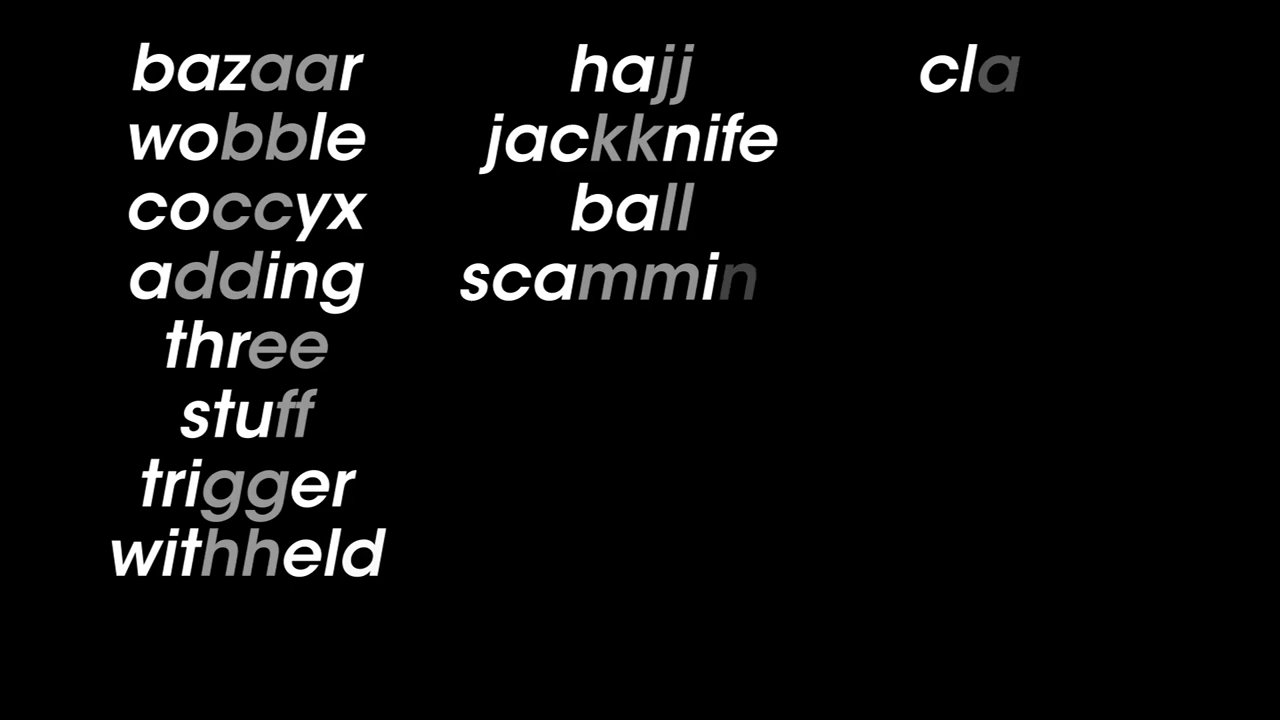 bazaar
wobble
coccyx
adding
three
stuff
trigger
withheld
hajj
jackknife
ball
scammin
cla